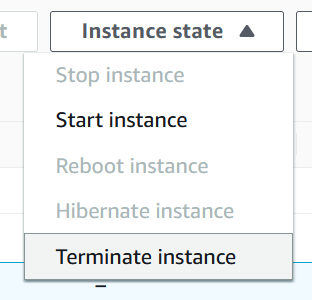 t
Instance state
Stop instance
Start instance
Reboot instance
Hibernate instance
Terminate instance